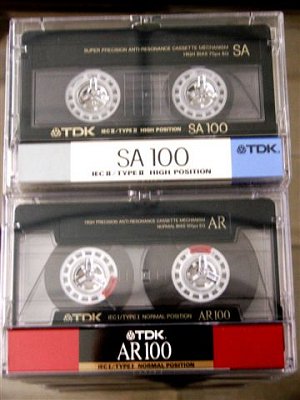 SUPER PRECISION ANTI-RESONANCE CASSETTE MECHANISM SA
HIGH BIAS 70μs EQ
TDK IEC II/TYPE II HIGH POSITION SA 100
SA 100 TDK
IEC II/TYPE II HIGH POSITION
HIGH PRECISION ANTI-RESONANCE CASSETTE MECHANISM AR
NORMAL BIAS 120μs EQ
TDK IEC I/TYPE I NORMAL POSITION AR 100
TDK
AR 100
IEC I/TYPE I NORMAL POSITION